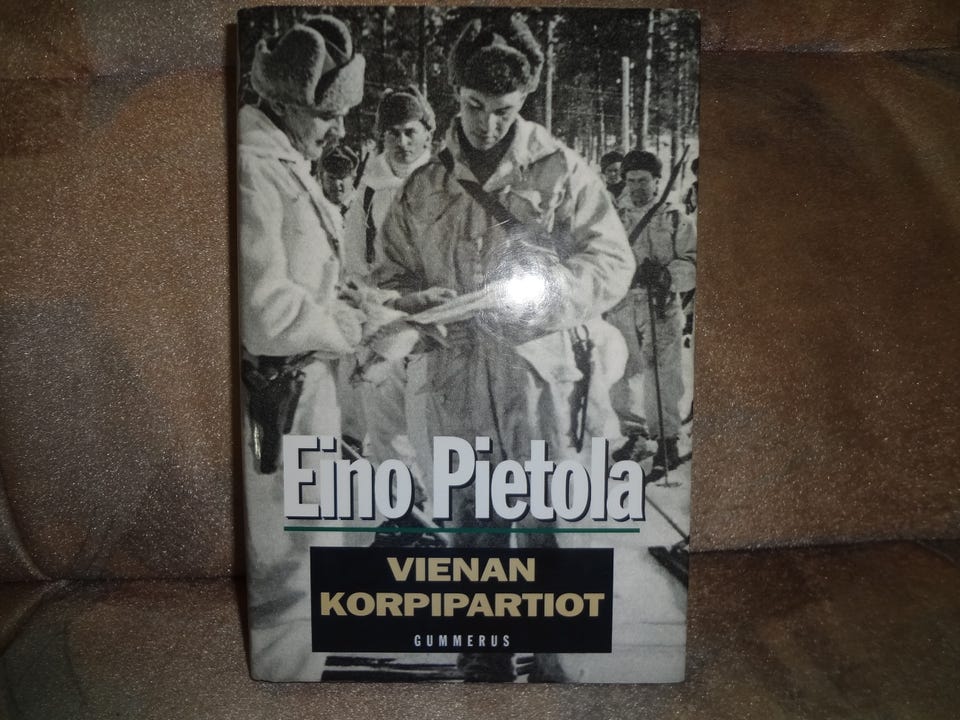 Eino Pietola
VIENAN
KORPIPARTIOT
GUMMERUS